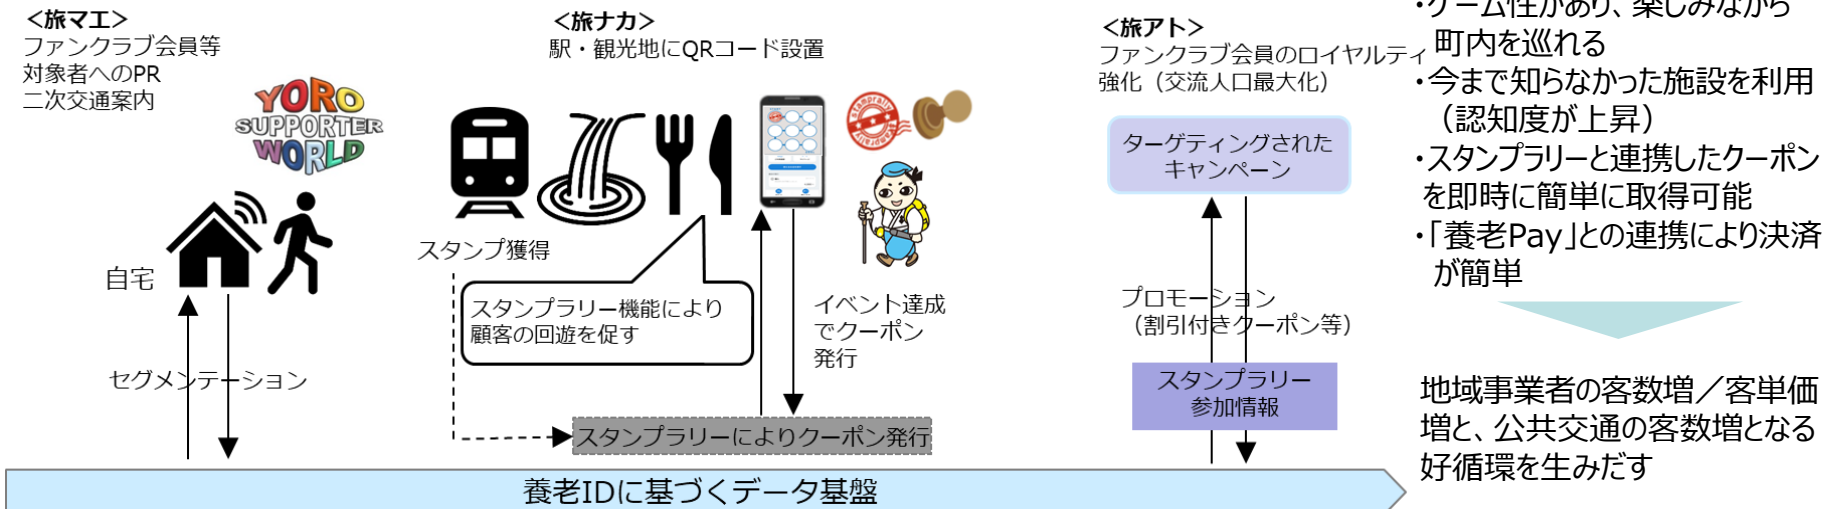 <旅マエ>
ファンクラブ会員等
対象者へのPR
二次交通案内
YORO
SUPPORTER
WORLD
自宅
セグメンテーション
<旅ナカ>
駅・観光地にQRコード設置
stamprally
stamprally
スタンプ獲得
スタンプラリー機能により
顧客の回遊を促す
イベント達成
でクーポン
発行
スタンプラリーによりクーポン発行
<旅アト>
ファンクラブ会員のロイヤルティ
強化（交流人口最大化）
ターゲティングされた
キャンペーン
プロモーション
（割引付きクーポン等）
スタンプラリー
参加情報
養老IDに基づくデータ基盤
・ゲーム性があり、楽しみながら
町内を巡れる
・今まで知らなかった施設を利用
（認知度が上昇）
・スタンプラリーと連携したクーポン
を即時に簡単に取得可能
・「養老Pay」との連携により決済
が簡単
地域事業者の客数増／客単価
増と、公共交通の客数増となる
好循環を生みだす